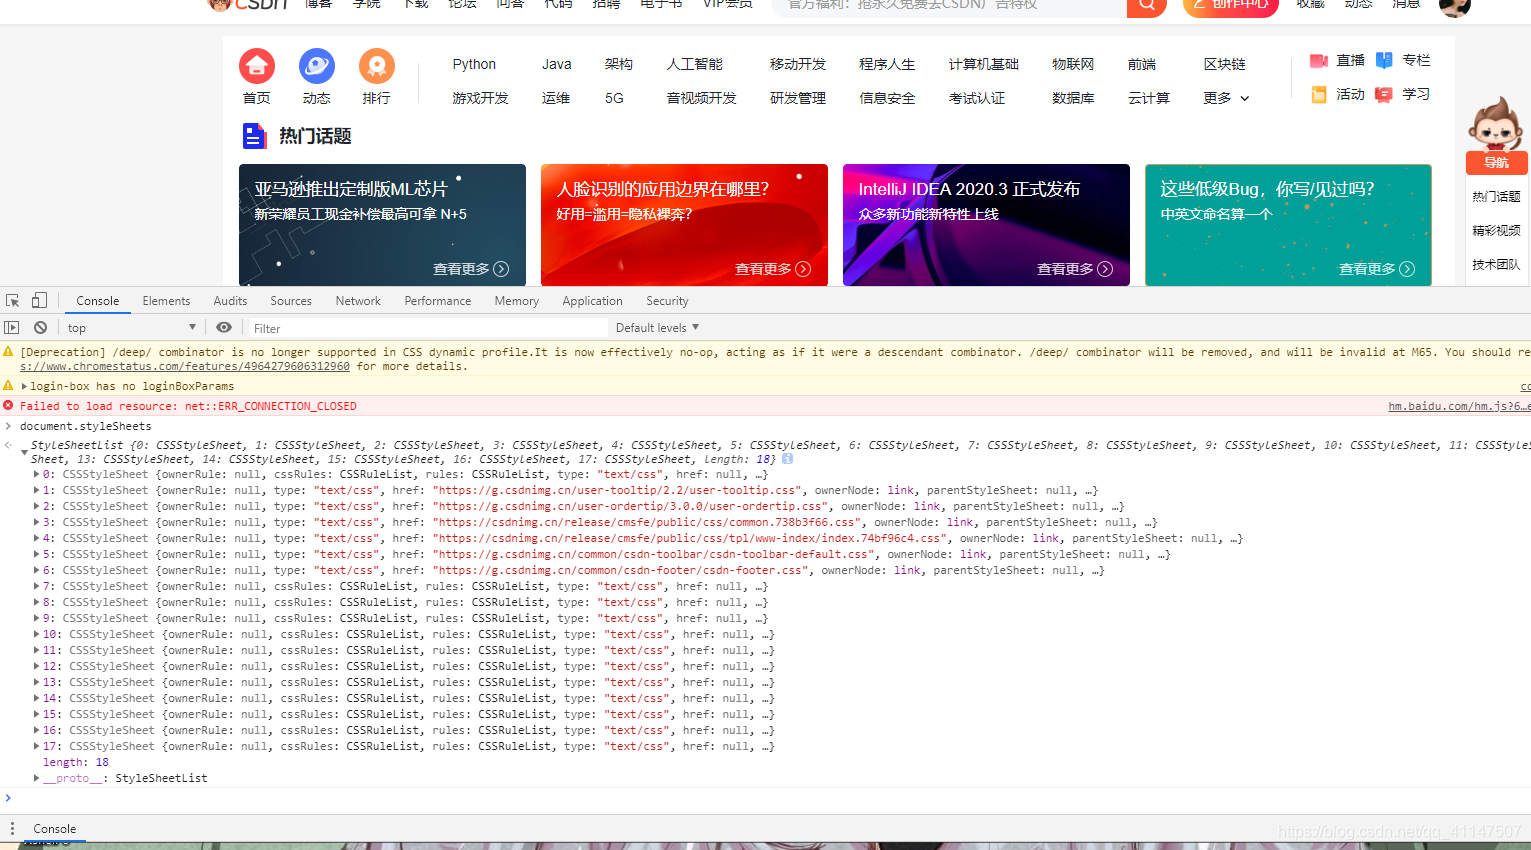 CSDN 博客 学院 下载 论坛 问答 代码 招聘 电子书 VIP会员 官方福利：抢永久免费去CSDN广告特权 创作中心 收藏 动态 消息
Python Java 架构 人工智能 移动开发 程序人生 计算机基础 物联网 前端 区块链 直播 专栏
首页 动态 排行 游戏开发 运维 5G 音视频开发 研发管理 信息安全 考试认证 数据库 云计算 更多 活动 学习
热门话题
导航
热门话题
精彩视频
技术团队
亚马逊推出定制版ML芯片
新荣耀员工现金补偿最高可拿 N+5
查看更多
人脸识别的应用边界在哪里？
好用=滥用=隐私裸奔？
查看更多
IntelliJ IDEA 2020.3 正式发布
众多新功能新特性上线
查看更多
这些低级Bug，你写/见过吗？
中英文命名算一个
查看更多
Console Elements Audits Sources Network Performance Memory Application Security
top Filter Default levels
[Deprecation] /deep/ combinator is no longer supported in CSS dynamic profile.It is now effectively no-op, acting as if it were a descendant combinator. /deep/ combinator will be removed, and will be invalid at M65. You should re
s://www.chromestatus.com/features/4964279606312960 for more details.
login-box has no loginBoxParams co
Failed to load resource: net::ERR_CONNECTION_CLOSED hm.baidu.com/hm.js?6…e
document.styleSheets
StyleSheetList {0: CSSStyleSheet, 1: CSSStyleSheet, 2: CSSStyleSheet, 3: CSSStyleSheet, 4: CSSStyleSheet, 5: CSSStyleSheet, 6: CSSStyleSheet, 7: CSSStyleSheet, 8: CSSStyleSheet, 9: CSSStyleSheet, 10: CSSStyleSheet, 11: CSSStyleS
Sheet, 13: CSSStyleSheet, 14: CSSStyleSheet, 15: CSSStyleSheet, 16: CSSStyleSheet, 17: CSSStyleSheet, length: 18}
0: CSSStyleSheet {ownerRule: null, cssRules: CSSRuleList, rules: CSSRuleList, type: "text/css", href: null, …}
1: CSSStyleSheet {ownerRule: null, type: "text/css", href: "https://g.csdnimg.cn/user-tooltip/2.2/user-tooltip.css", ownerNode: link, parentStyleSheet: null, …}
2: CSSStyleSheet {ownerRule: null, type: "text/css", href: "https://g.csdnimg.cn/user-ordertip/3.0.0/user-ordertip.css", ownerNode: link, parentStyleSheet: null, …}
3: CSSStyleSheet {ownerRule: null, type: "text/css", href: "https://csdnimg.cn/release/cmsfe/public/css/common.738b3f66.css", ownerNode: link, parentStyleSheet: null, …}
4: CSSStyleSheet {ownerRule: null, type: "text/css", href: "https://csdnimg.cn/release/cmsfe/public/css/tpl/www-index/index.74bf96c4.css", ownerNode: link, parentStyleSheet: null, …}
5: CSSStyleSheet {ownerRule: null, type: "text/css", href: "https://g.csdnimg.cn/common/csdn-toolbar/csdn-toolbar-default.css", ownerNode: link, parentStyleSheet: null, …}
6: CSSStyleSheet {ownerRule: null, type: "text/css", href: "https://g.csdnimg.cn/common/csdn-footer/csdn-footer.css", ownerNode: link, parentStyleSheet: null, …}
7: CSSStyleSheet {ownerRule: null, cssRules: CSSRuleList, rules: CSSRuleList, type: "text/css", href: null, …}
8: CSSStyleSheet {ownerRule: null, cssRules: CSSRuleList, rules: CSSRuleList, type: "text/css", href: null, …}
9: CSSStyleSheet {ownerRule: null, cssRules: CSSRuleList, rules: CSSRuleList, type: "text/css", href: null, …}
10: CSSStyleSheet {ownerRule: null, cssRules: CSSRuleList, rules: CSSRuleList, type: "text/css", href: null, …}
11: CSSStyleSheet {ownerRule: null, cssRules: CSSRuleList, rules: CSSRuleList, type: "text/css", href: null, …}
12: CSSStyleSheet {ownerRule: null, cssRules: CSSRuleList, rules: CSSRuleList, type: "text/css", href: null, …}
13: CSSStyleSheet {ownerRule: null, cssRules: CSSRuleList, rules: CSSRuleList, type: "text/css", href: null, …}
14: CSSStyleSheet {ownerRule: null, cssRules: CSSRuleList, rules: CSSRuleList, type: "text/css", href: null, …}
15: CSSStyleSheet {ownerRule: null, cssRules: CSSRuleList, rules: CSSRuleList, type: "text/css", href: null, …}
16: CSSStyleSheet {ownerRule: null, cssRules: CSSRuleList, rules: CSSRuleList, type: "text/css", href: null, …}
17: CSSStyleSheet {ownerRule: null, cssRules: CSSRuleList, rules: CSSRuleList, type: "text/css", href: null, …}
length: 18
__proto__: StyleSheetList
Console
https://blog.csdn.net/qq_41147507